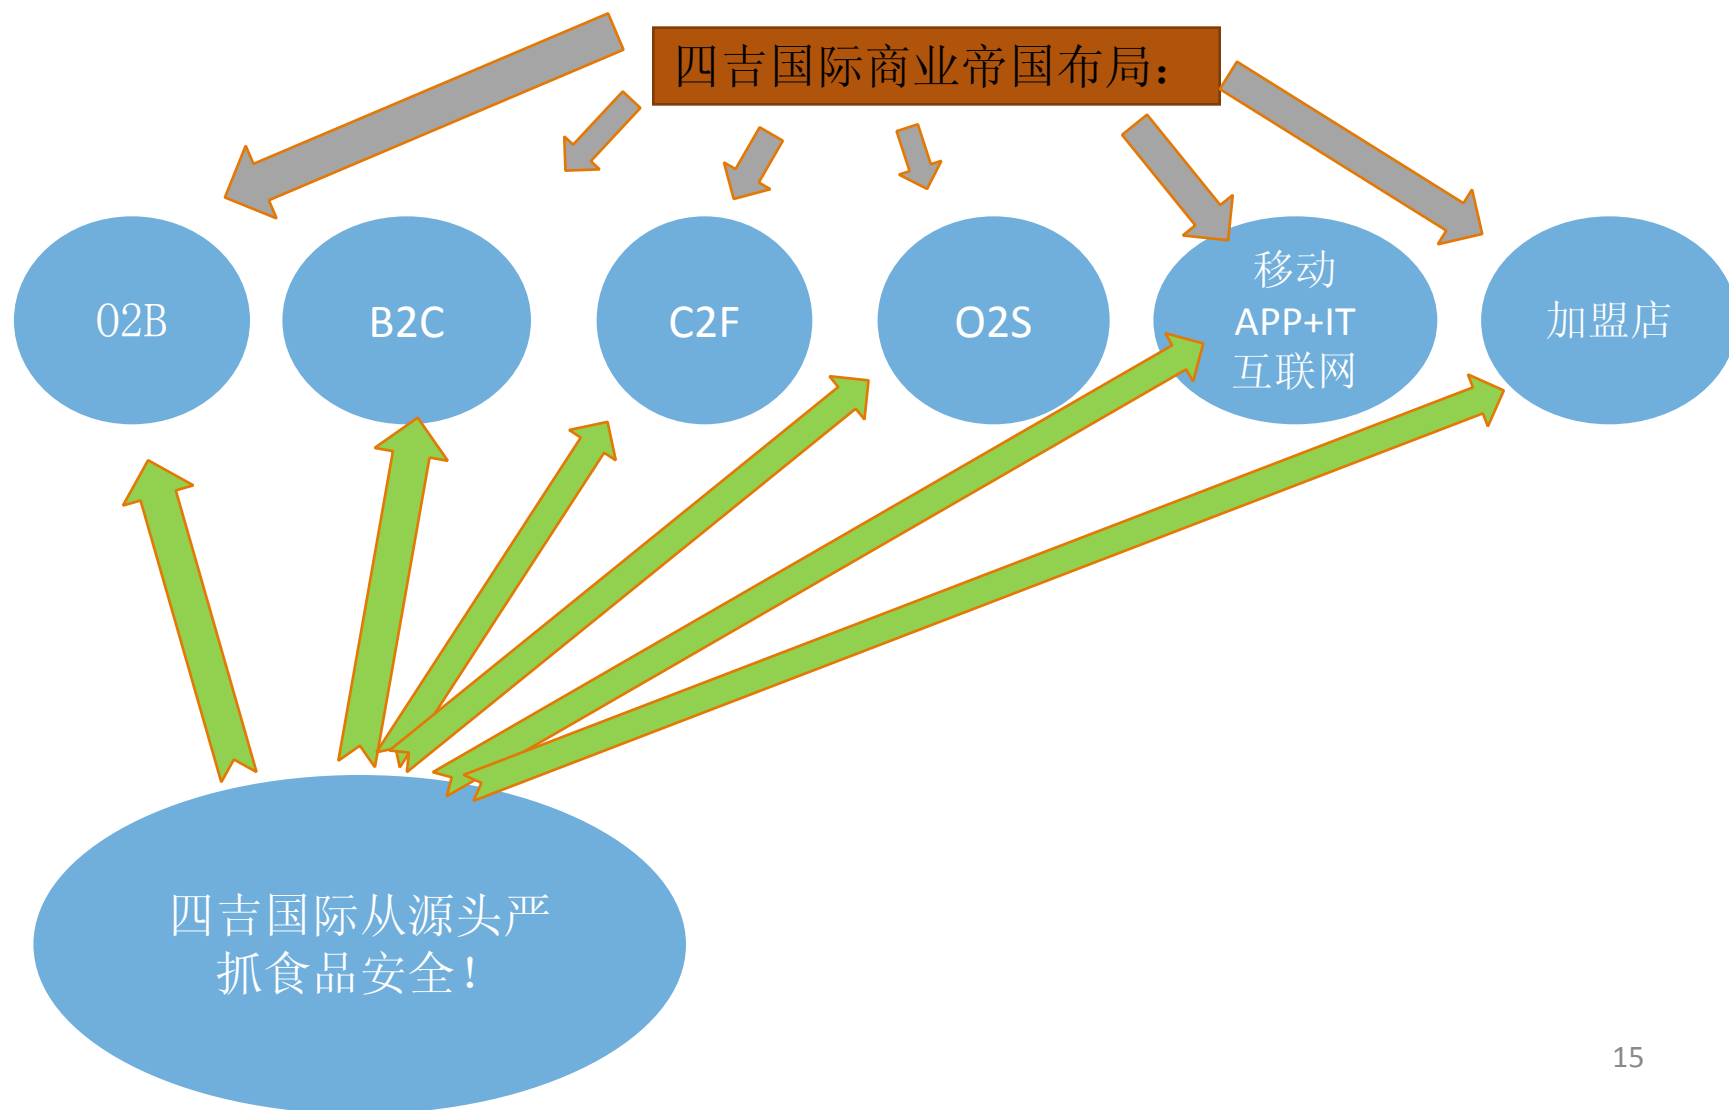 四吉国际商业帝国布局：
02B
B2C
C2F
O2S
移动
APP+IT
互联网
加盟店
四吉国际从源头严
抓食品安全！
15